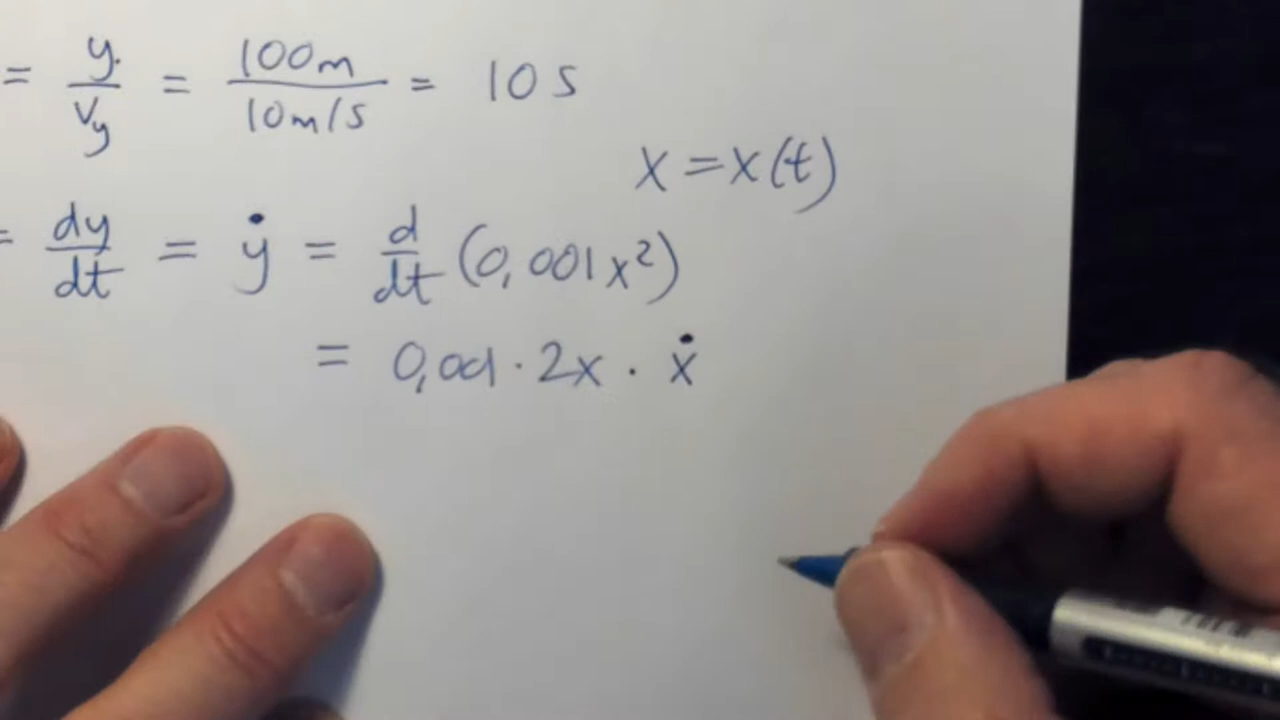 = y/v_y = 100m/10m/s = 10 s
x = x(t)
= dy/dt = ẏ = d/dt (0,001x²)
= 0,001 · 2x · ẋ